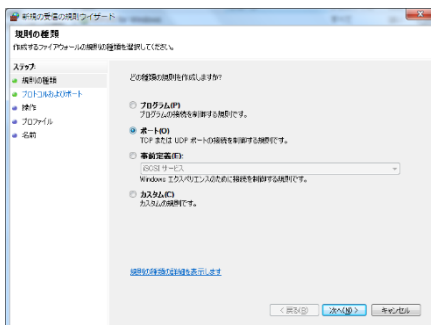 新規の受信の規則ウィザード
規則の種類
作成するファイアウォールの規則の種類を選択してください。
ステップ:
規則の種類
プロトコルおよびポート
操作
プロファイル
名前
どの種類の規則を作成しますか?
プログラム(P)
プログラムの接続を制御する規則です。
ポート(O)
TCP または UDP ポートの接続を制御する規則です。
事前定義(E):
iSCSI サービス
Windows エクスペリエンスのために接続を制御する規則です。
カスタム(C)
カスタムの規則です。
規則の種類の詳細を表示します
< 戻る(B)
次へ(N) >
キャンセル